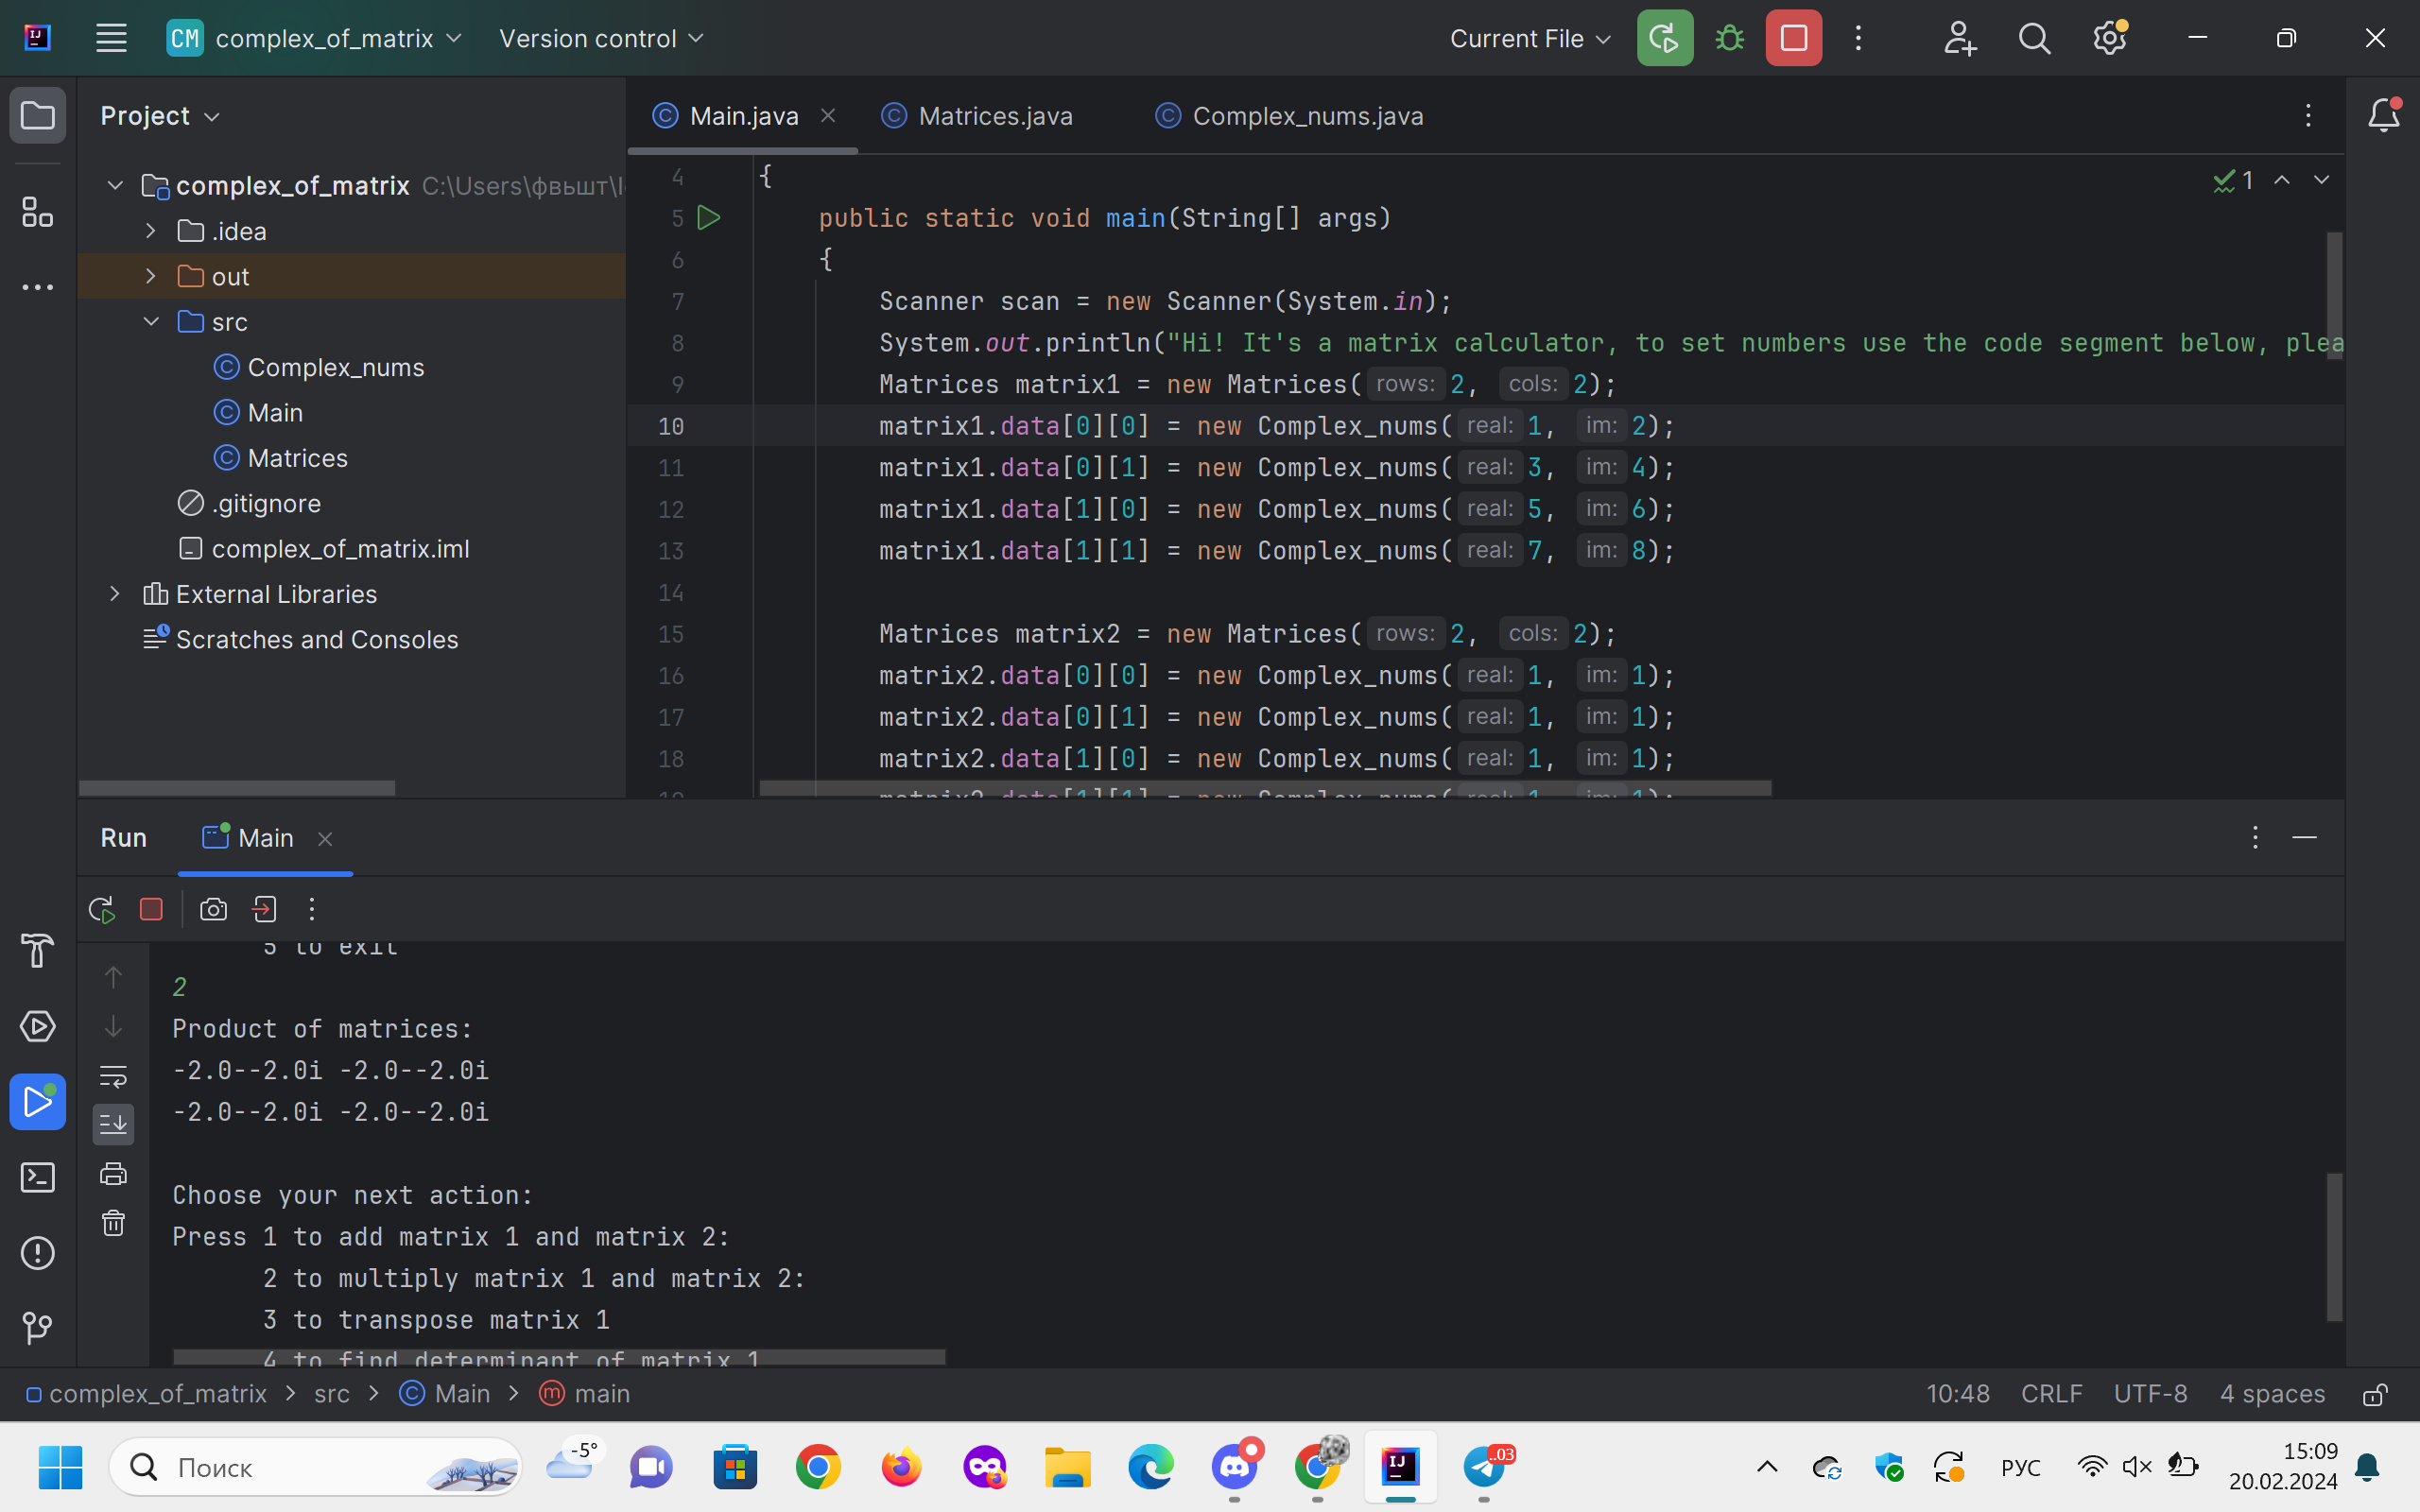 CM complex_of_matrix Version control Current File
Project
Main.java Matrices.java Complex_nums.java
complex_of_matrix C:\Users\фвьшт\I
.idea
out
src
Complex_nums
Main
Matrices
.gitignore
complex_of_matrix.iml
External Libraries
Scratches and Consoles
1
4 {
5 public static void main(String[] args)
6 {
7 Scanner scan = new Scanner(System.in);
8 System.out.println("Hi! It's a matrix calculator, to set numbers use the code segment below, plea
9 Matrices matrix1 = new Matrices( rows: 2, cols: 2);
10 matrix1.data[0][0] = new Complex_nums( real: 1, im: 2);
11 matrix1.data[0][1] = new Complex_nums( real: 3, im: 4);
12 matrix1.data[1][0] = new Complex_nums( real: 5, im: 6);
13 matrix1.data[1][1] = new Complex_nums( real: 7, im: 8);
14
15 Matrices matrix2 = new Matrices( rows: 2, cols: 2);
16 matrix2.data[0][0] = new Complex_nums( real: 1, im: 1);
17 matrix2.data[0][1] = new Complex_nums( real: 1, im: 1);
18 matrix2.data[1][0] = new Complex_nums( real: 1, im: 1);
19 matrix2.data[1][1] = new Complex_nums( real: 1, im: 1);
Run Main
5 to exit
2
Product of matrices:
-2.0--2.0i -2.0--2.0i
-2.0--2.0i -2.0--2.0i
Choose your next action:
Press 1 to add matrix 1 and matrix 2:
2 to multiply matrix 1 and matrix 2:
3 to transpose matrix 1
4 to find determinant of matrix 1
complex_of_matrix > src > Main > main 10:48 CRLF UTF-8 4 spaces
Поиск -5° IJ ..03 РУС 15:09
20.02.2024